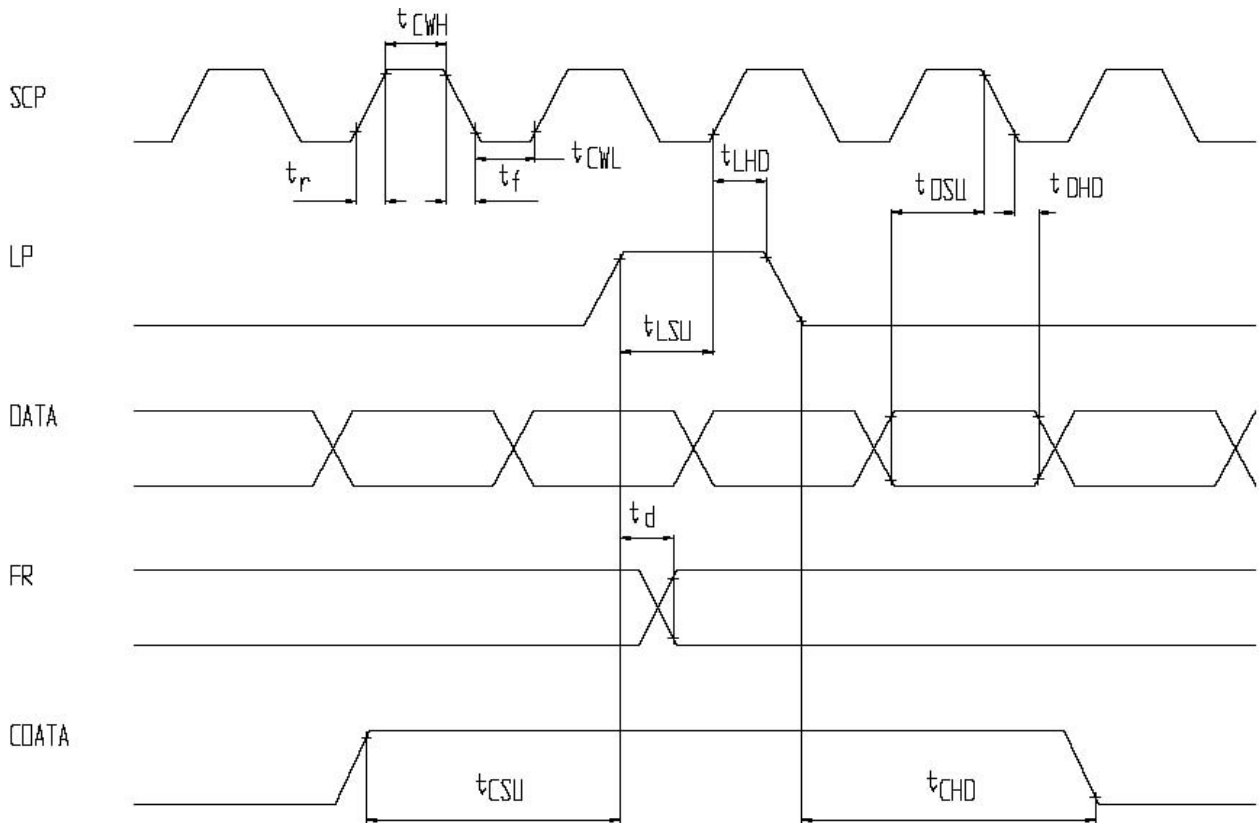 tCWH
SCP
tCWL
tr
tf
tLHD
tDSU
tDHD
LP
tLSU
DATA
td
FR
CDATA
tCSU
tCHD